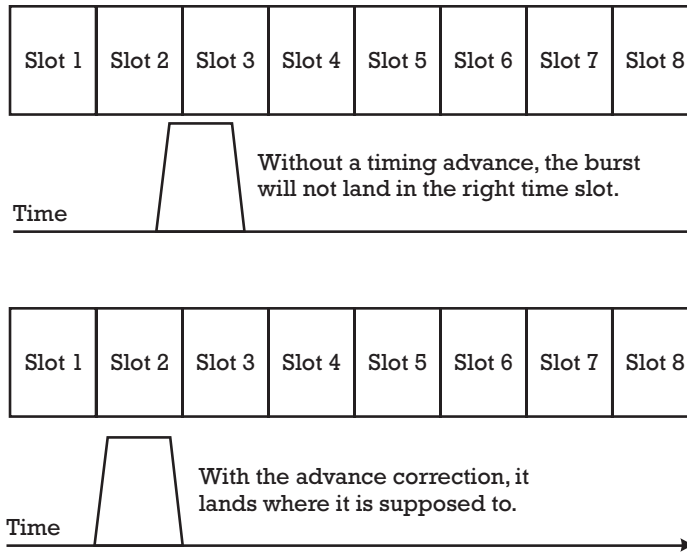 Slot 1 Slot 2 Slot 3 Slot 4 Slot 5 Slot 6 Slot 7 Slot 8
Without a timing advance, the burst
will not land in the right time slot.
Time
Slot 1 Slot 2 Slot 3 Slot 4 Slot 5 Slot 6 Slot 7 Slot 8
With the advance correction, it
lands where it is supposed to.
Time